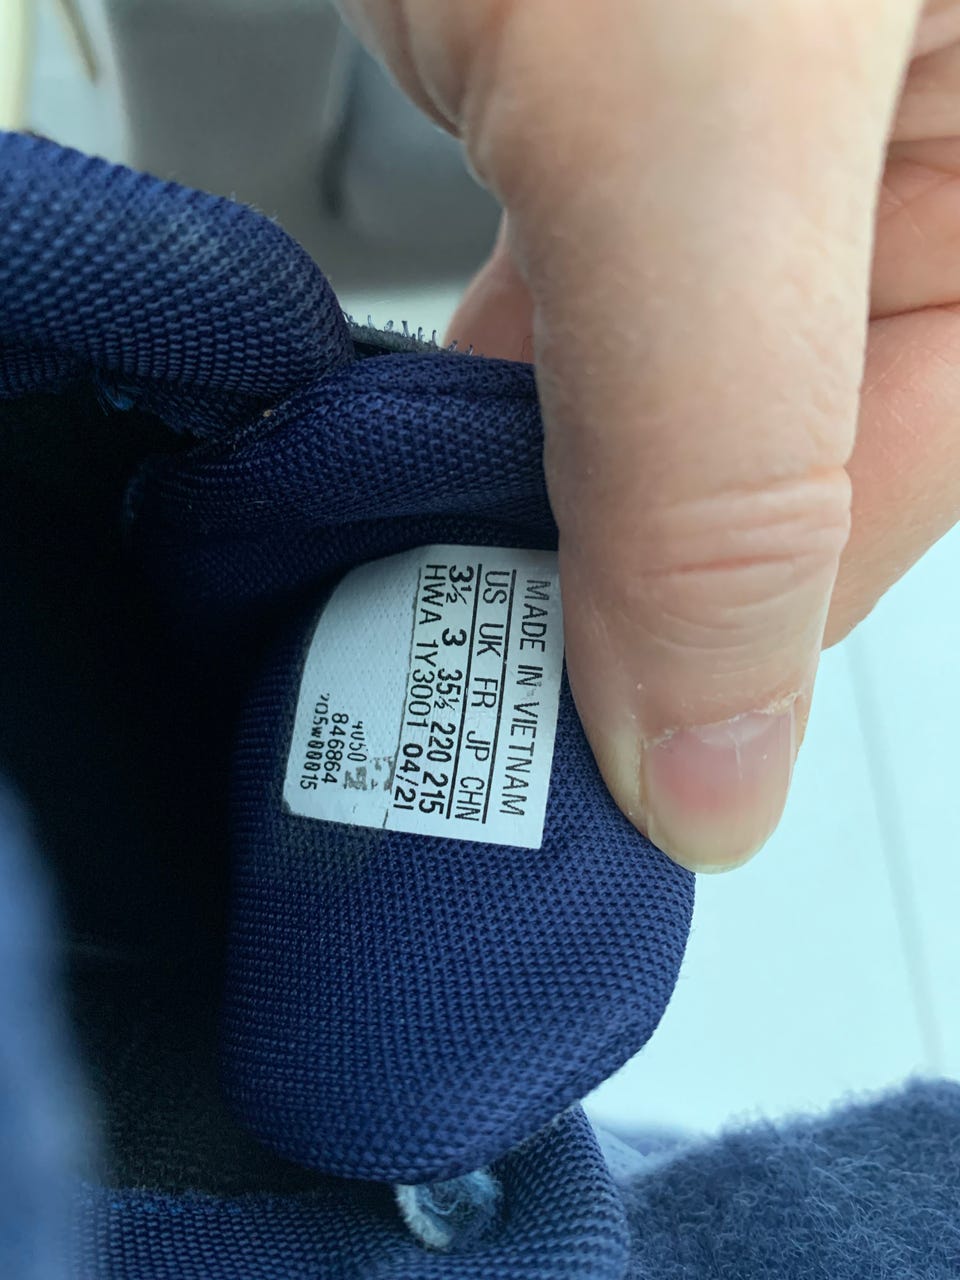 MADE IN VIETNAM
US UK FR JP CHN
3½ 3 35½ 220 215
HWA 1Y3001 04/21
846864